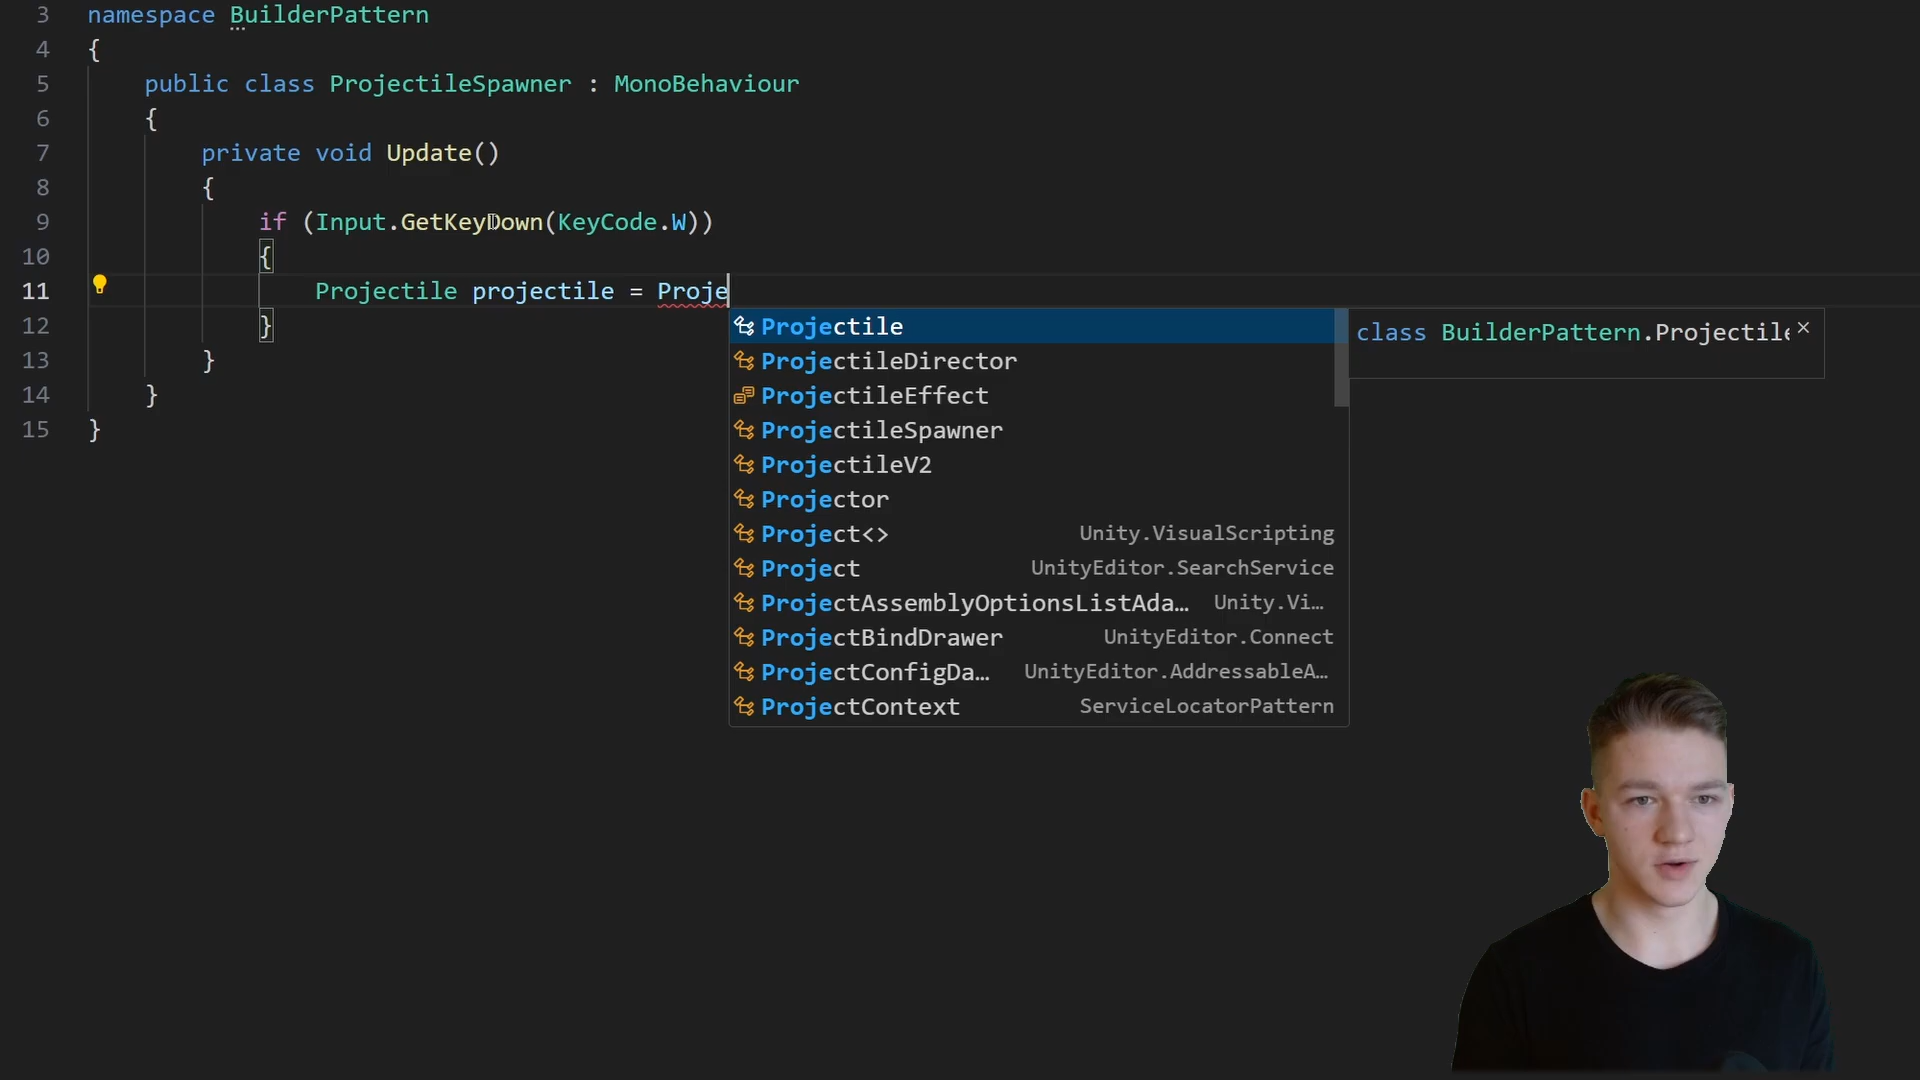 3 namespace BuilderPattern
4 {
5 public class ProjectileSpawner : MonoBehaviour
6 {
7 private void Update()
8 {
9 if (Input.GetKeyDown(KeyCode.W))
10 {
11 Projectile projectile = Proje
12 }
13 }
14 }
15 }
Projectile
ProjectileDirector
ProjectileEffect
ProjectileSpawner
ProjectileV2
Projector
Project<> Unity.VisualScripting
Project UnityEditor.SearchService
ProjectAssemblyOptionsListAda… Unity.Vi…
ProjectBindDrawer UnityEditor.Connect
ProjectConfigDa… UnityEditor.AddressableA…
ProjectContext ServiceLocatorPattern
class BuilderPattern.Projectile